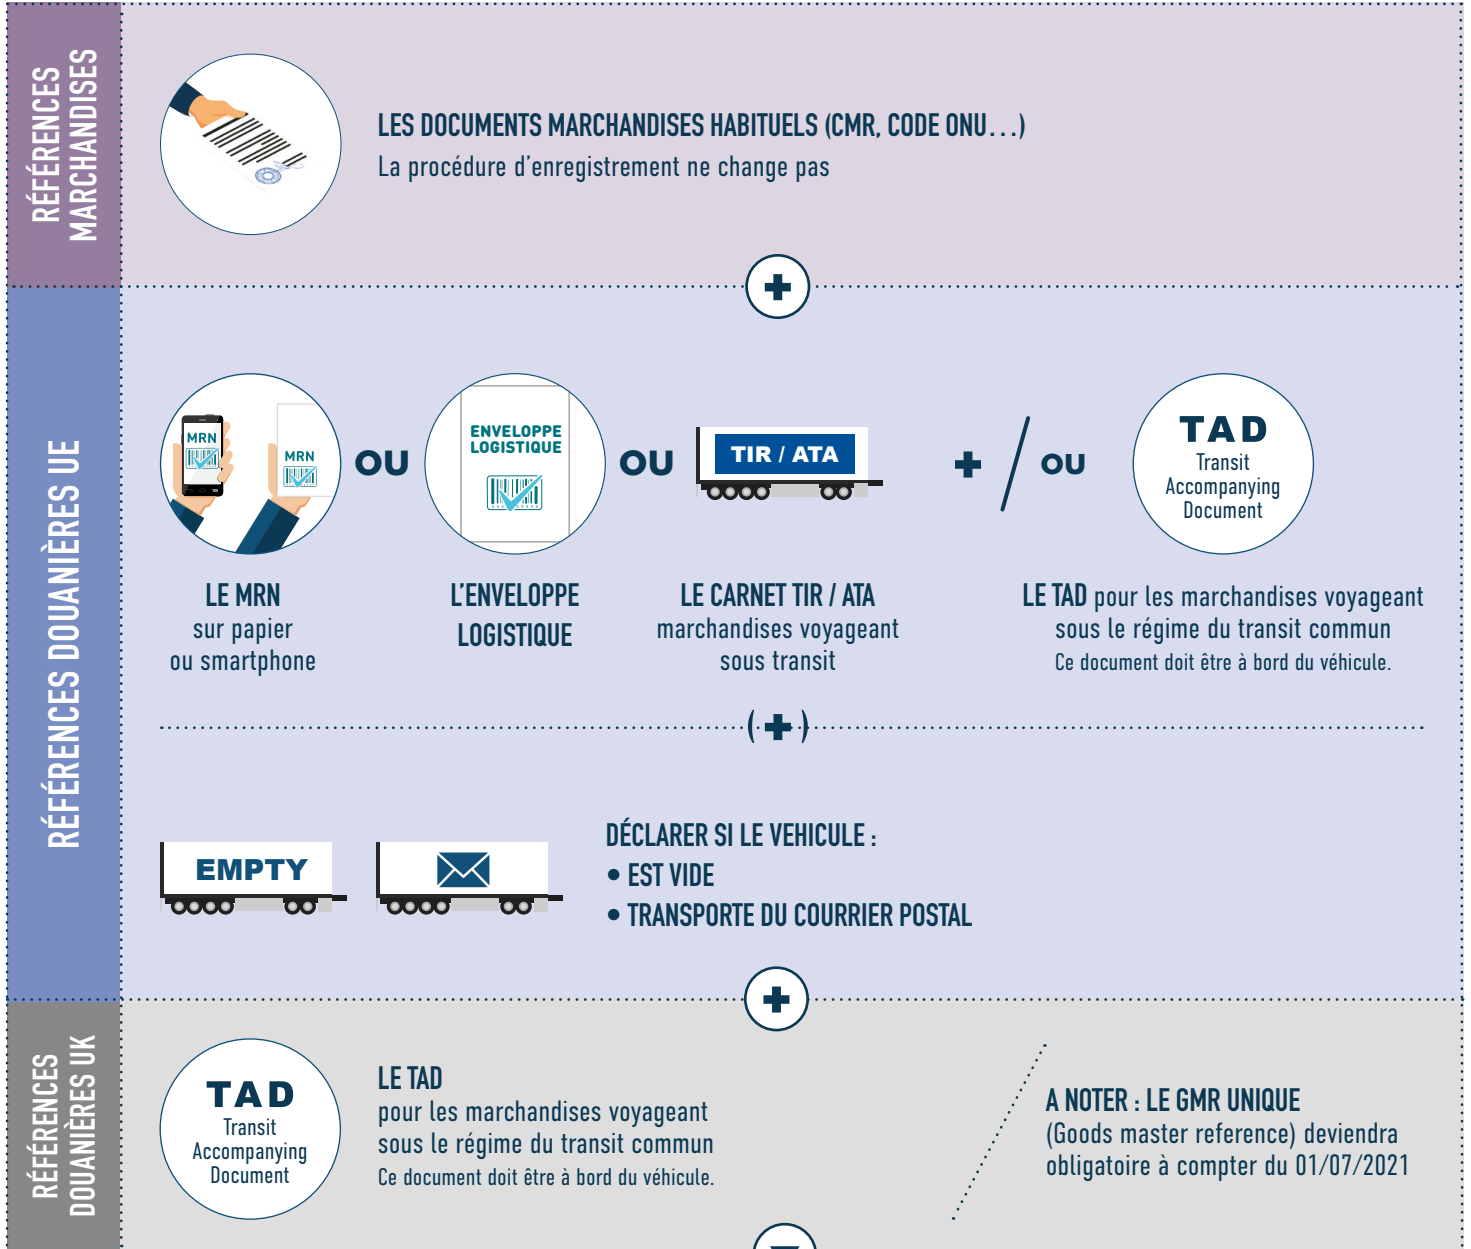 RÉFÉRENCES
MARCHANDISES
LES DOCUMENTS MARCHANDISES HABITUELS (CMR, CODE ONU...)
La procédure d'enregistrement ne change pas
RÉFÉRENCES DOUANIÈRES UE
MRN
MRN
OU
ENVELOPPE
LOGISTIQUE
OU
TIR / ATA
+ / OU
TAD
Transit
Accompanying
Document
LE MRN
sur papier
ou smartphone
L'ENVELOPPE
LOGISTIQUE
LE CARNET TIR / ATA
marchandises voyageant
sous transit
LE TAD pour les marchandises voyageant
sous le régime du transit commun
Ce document doit être à bord du véhicule.
(+)
EMPTY
DÉCLARER SI LE VEHICULE :
• EST VIDE
• TRANSPORTE DU COURRIER POSTAL
RÉFÉRENCES
DOUANIÈRES UK
TAD
Transit
Accompanying
Document
LE TAD
pour les marchandises voyageant
sous le régime du transit commun
Ce document doit être à bord du véhicule.
A NOTER : LE GMR UNIQUE
(Goods master reference) deviendra
obligatoire à compter du 01/07/2021